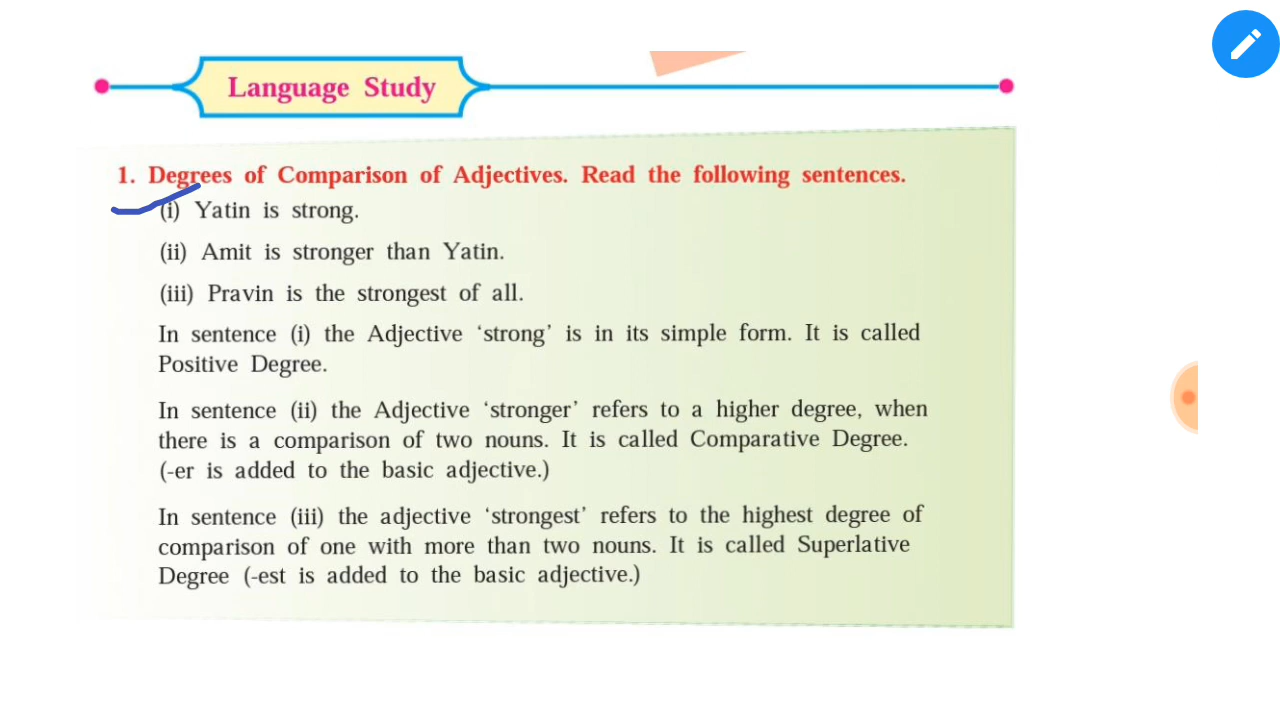 Language Study
1. Degrees of Comparison of Adjectives. Read the following sentences.
(i) Yatin is strong.
(ii) Amit is stronger than Yatin.
(iii) Pravin is the strongest of all.
In sentence (i) the Adjective ‘strong’ is in its simple form. It is called
Positive Degree.
In sentence (ii) the Adjective ‘stronger’ refers to a higher degree, when
there is a comparison of two nouns. It is called Comparative Degree.
(-er is added to the basic adjective.)
In sentence (iii) the adjective ‘strongest’ refers to the highest degree of
comparison of one with more than two nouns. It is called Superlative
Degree (-est is added to the basic adjective.)